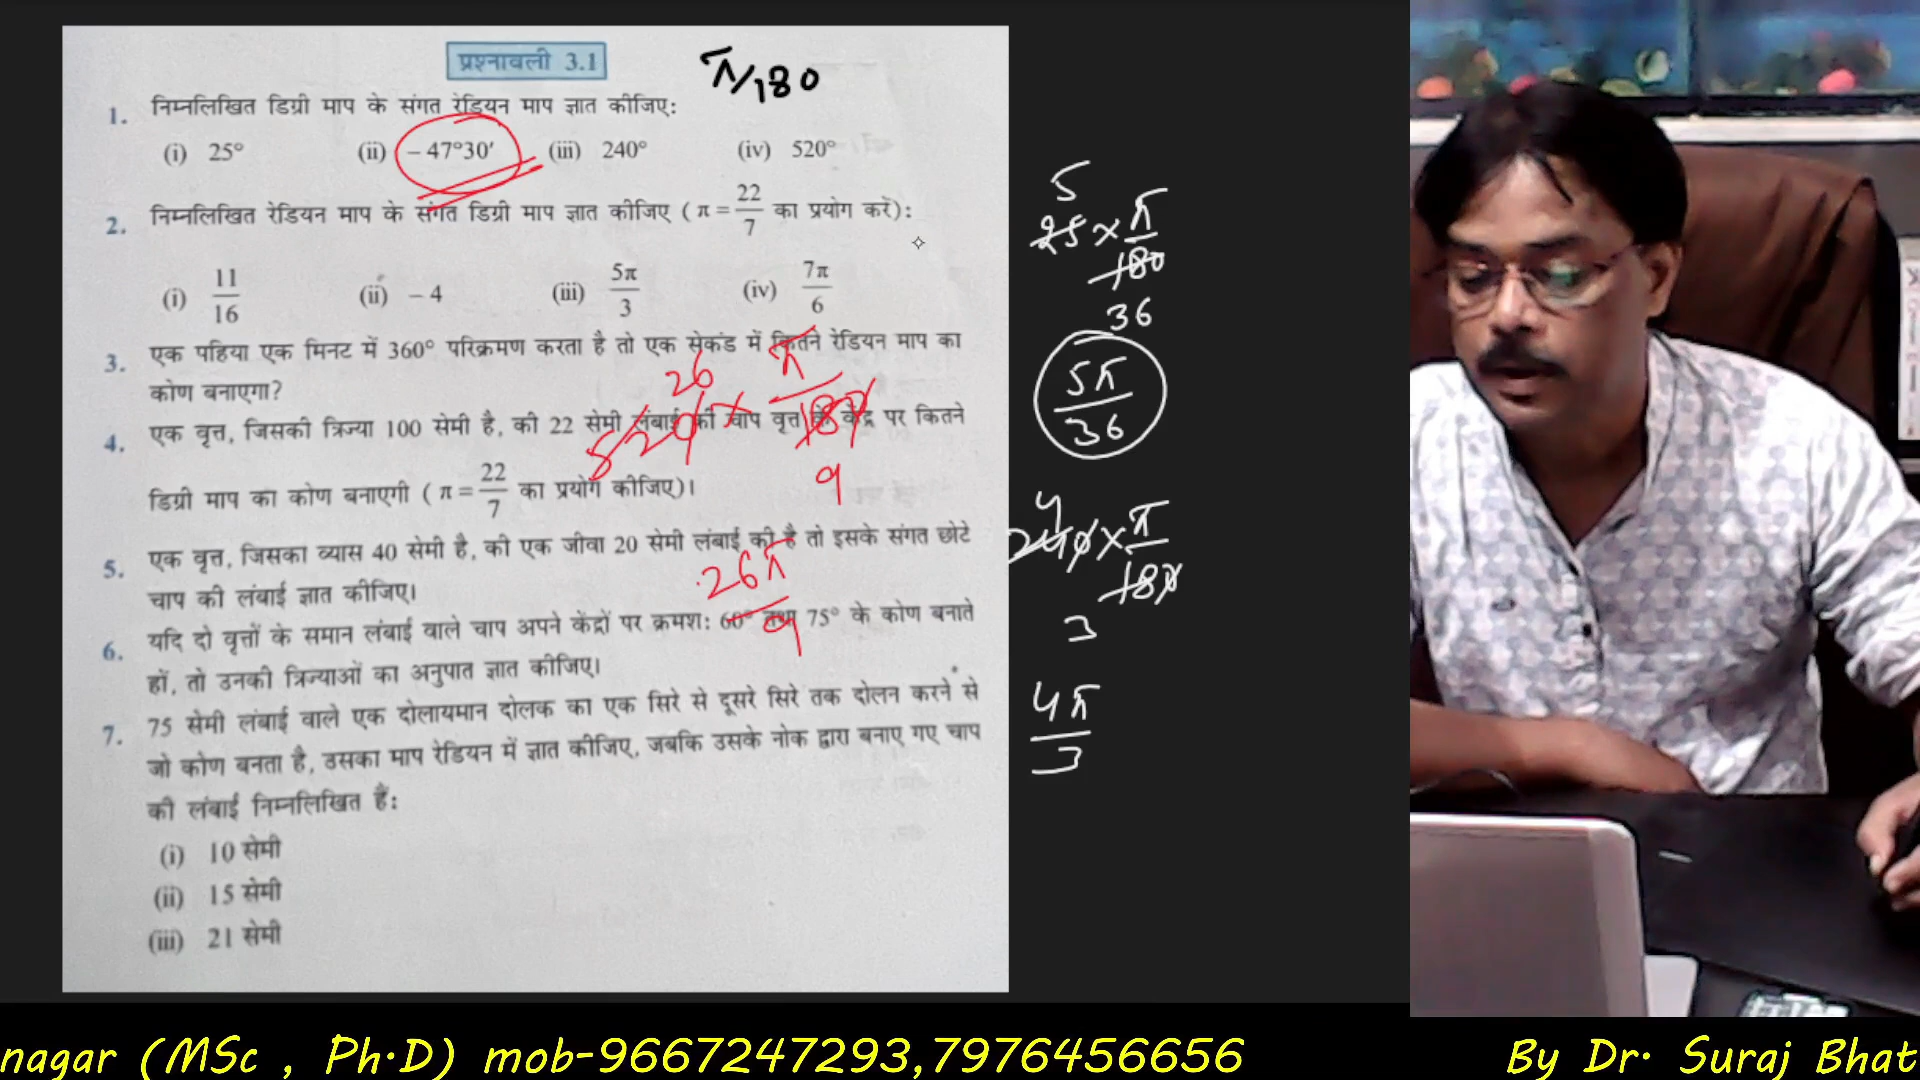 प्रश्नावली 3.1
π/180
1. निम्नलिखित डिग्री माप के संगत रेडियन माप ज्ञात कीजिए:
(i) 25° (ii) – 47°30′ (iii) 240° (iv) 520°
2. निम्नलिखित रेडियन माप के संगत डिग्री माप ज्ञात कीजिए (π = 22/7 का प्रयोग करें):
(i) 11/16 (ii) – 4 (iii) 5π/3 (iv) 7π/6
3. एक पहिया एक मिनट में 360° परिक्रमण करता है तो एक सेकंड में कितने रेडियन माप का
कोण बनाएगा?
4. एक वृत्त, जिसकी त्रिज्या 100 सेमी है, की 22 सेमी लंबाई की चाप वृत्त के केंद्र पर कितने
डिग्री माप का कोण बनाएगी (π = 22/7 का प्रयोग कीजिए)।
5. एक वृत्त, जिसका व्यास 40 सेमी है, की एक जीवा 20 सेमी लंबाई की है तो इसके संगत छोटे
चाप की लंबाई ज्ञात कीजिए।
6. यदि दो वृत्तों के समान लंबाई वाले चाप अपने केंद्रों पर क्रमश: 60° तथा 75° के कोण बनाते
हों, तो उनकी त्रिज्याओं का अनुपात ज्ञात कीजिए।
7. 75 सेमी लंबाई वाले एक दोलायमान दोलक का एक सिरे से दूसरे सिरे तक दोलन करने से
जो कोण बनता है, उसका माप रेडियन में ज्ञात कीजिए, जबकि उसके नोक द्वारा बनाए गए चाप
की लंबाई निम्नलिखित हैं:
(i) 10 सेमी
(ii) 15 सेमी
(iii) 21 सेमी
26
520 × π/180
9
26π/9
5
25 × π/180
36
5π/36
4
240 × π/180
3
4π/3
nagar (MSc , Ph.D) mob-9667247293,7976456656 By Dr. Suraj Bhat